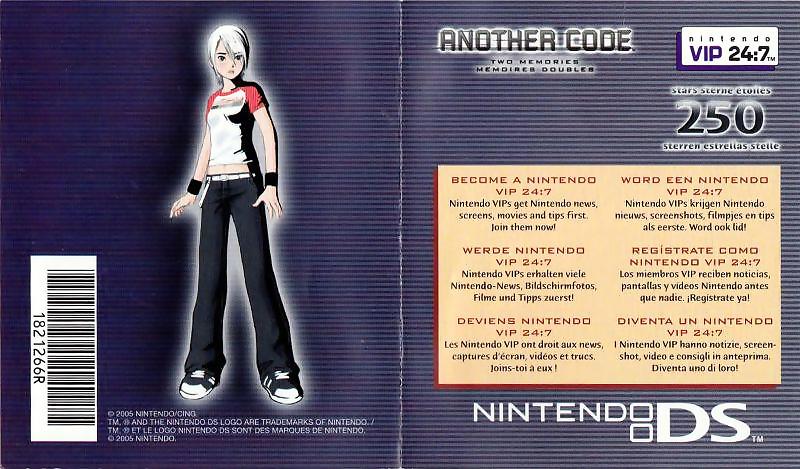 1821266R
© 2005 NINTENDO/CING.
TM, ® AND THE NINTENDO DS LOGO ARE TRADEMARKS OF NINTENDO. /
TM, ® ET LE LOGO NINTENDO DS SONT DES MARQUES DE NINTENDO.
© 2005 NINTENDO.
ANOTHER CODE
TWO MEMORIES
MÉMOIRES DOUBLES
nintendo
VIP 24:7™
stars sterne étoiles
250
sterren estrellas stelle
BECOME A NINTENDO
VIP 24:7
Nintendo VIPs get Nintendo news,
screens, movies and tips first.
Join them now!
WERDE NINTENDO
VIP 24:7
Nintendo VIPs erhalten viele
Nintendo-News, Bildschirmfotos,
Filme und Tipps zuerst!
DEVIENS NINTENDO
VIP 24:7
Les Nintendo VIP ont droit aux news,
captures d'écran, vidéos et trucs.
Joins-toi à eux !
WORD EEN NINTENDO
VIP 24:7
Nintendo VIPs krijgen Nintendo
nieuws, screenshots, filmpjes en tips
als eerste. Word ook lid!
REGÍSTRATE COMO
NINTENDO VIP 24:7
Los miembros VIP reciben noticias,
pantallas y vídeos Nintendo antes
que nadie. ¡Regístrate ya!
DIVENTA UN NINTENDO
VIP 24:7
I Nintendo VIP hanno notizie, screen-
shot, video e consigli in anteprima.
Diventa uno di loro!
NINTENDO DS™